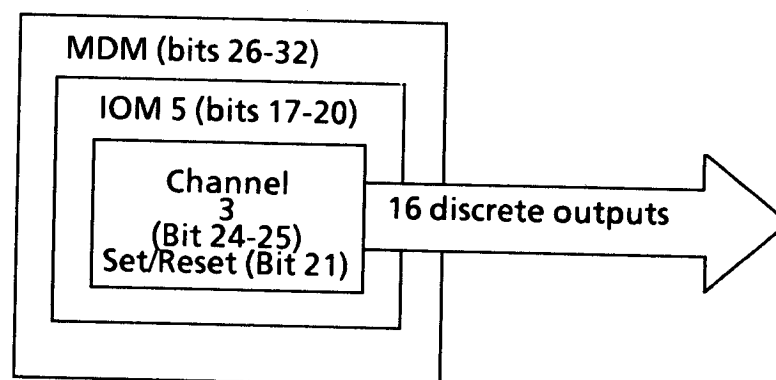 MDM (bits 26-32)
IOM 5 (bits 17-20)
Channel
3
(Bit 24-25)
Set/Reset (Bit 21)
16 discrete outputs